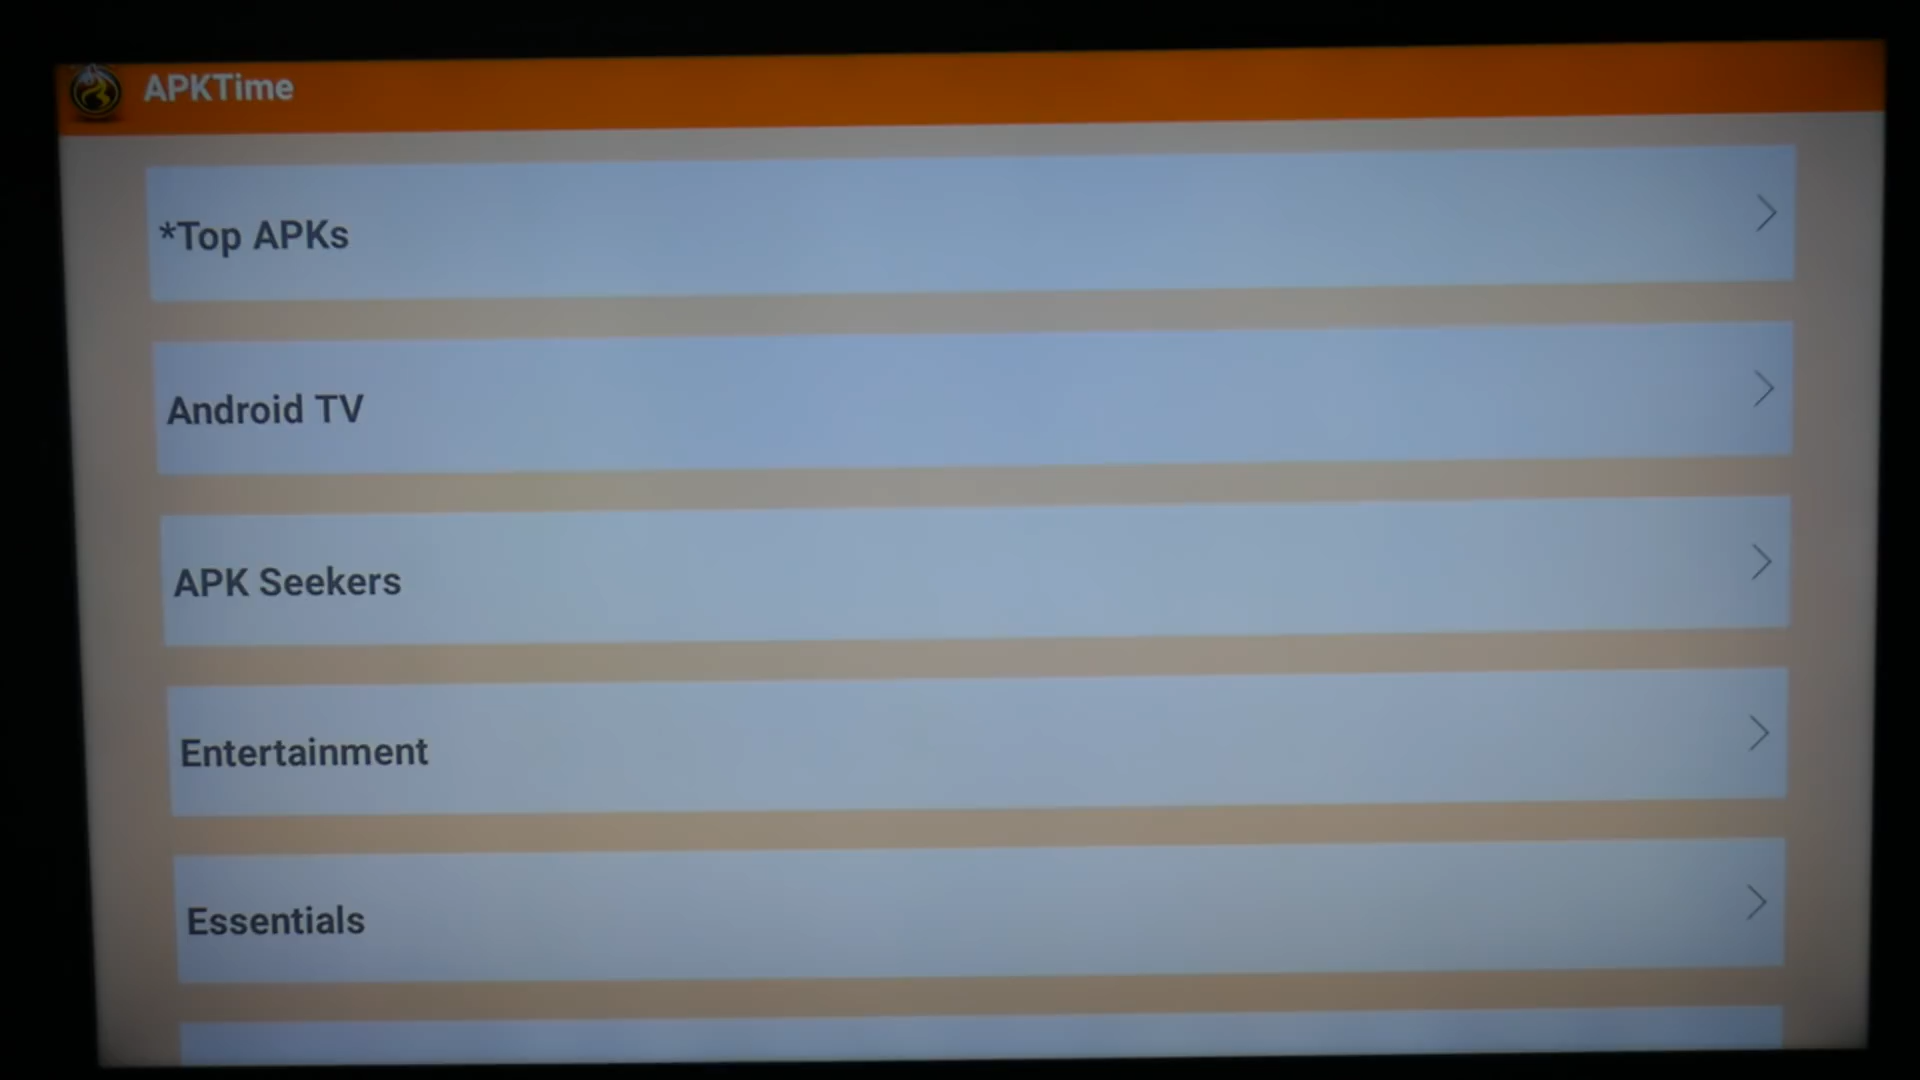 APKTime
*Top APKs
Android TV
APK Seekers
Entertainment
Essentials